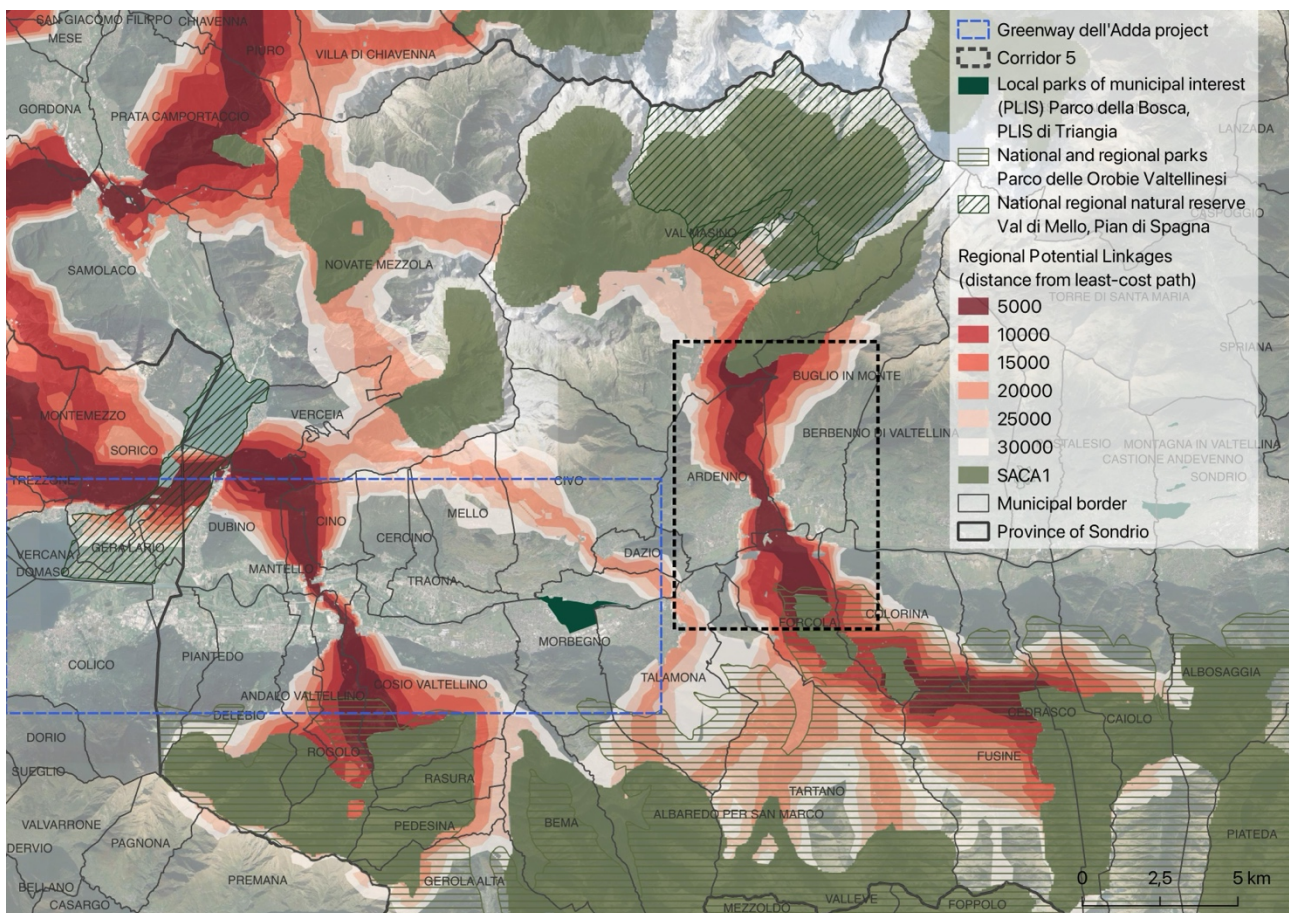 SAN GIACOMO FILIPPO
CHIAVENNA
MESE
PIURO
VILLA DI CHIAVENNA
GORDONA
PRATA CAMPORTACCIO
SAMOLACO
NOVATE MEZZOLA
VAL MASINO
MONTEMEZZO
SORICO
VERCEIA
TREZZONE
BUGLIO IN MONTE
BERBENNO DI VALTELLINA
ARDENNO
CIVO
MELLO
DUBINO
CINO
CERCINO
GERA LARIO
VERCANA
DOMASO
DAZIO
MANTELLO
TRAONA
MORBEGNO
FORCOLA
COLORINA
COLICO
PIANTEDO
TALAMONA
ALBOSAGGIA
ANDALO VALTELLINO
COSIO VALTELLINO
DELEBIO
CEDRASCO
CAIOLO
DORIO
ROGOLO
FUSINE
SUEGLIO
RASURA
TARTANO
ALBAREDO PER SAN MARCO
VALVARRONE
PEDESINA
BEMA
PIATEDA
DERVIO
PAGNONA
PREMANA
GEROLA ALTA
BELLANO
CASARGO
MEZZOLDO
VALLEVE
FOPPOLO
0 2,5 5 km
Greenway dell'Adda project
Corridor 5
Local parks of municipal interest
(PLIS) Parco della Bosca,
PLIS di Triangia
National and regional parks
Parco delle Orobie Valtellinesi
National regional natural reserve
Val di Mello, Pian di Spagna
Regional Potential Linkages
(distance from least-cost path)
5000
10000
15000
20000
25000
30000
SACA1
Municipal border
Province of Sondrio
LANZADA
CASPOGGIO
TORRE DI SANTA MARIA
SPRIANA
MONTAGNA IN VALTELLINA
CASTIONE ANDEVENNO
SONDRIO